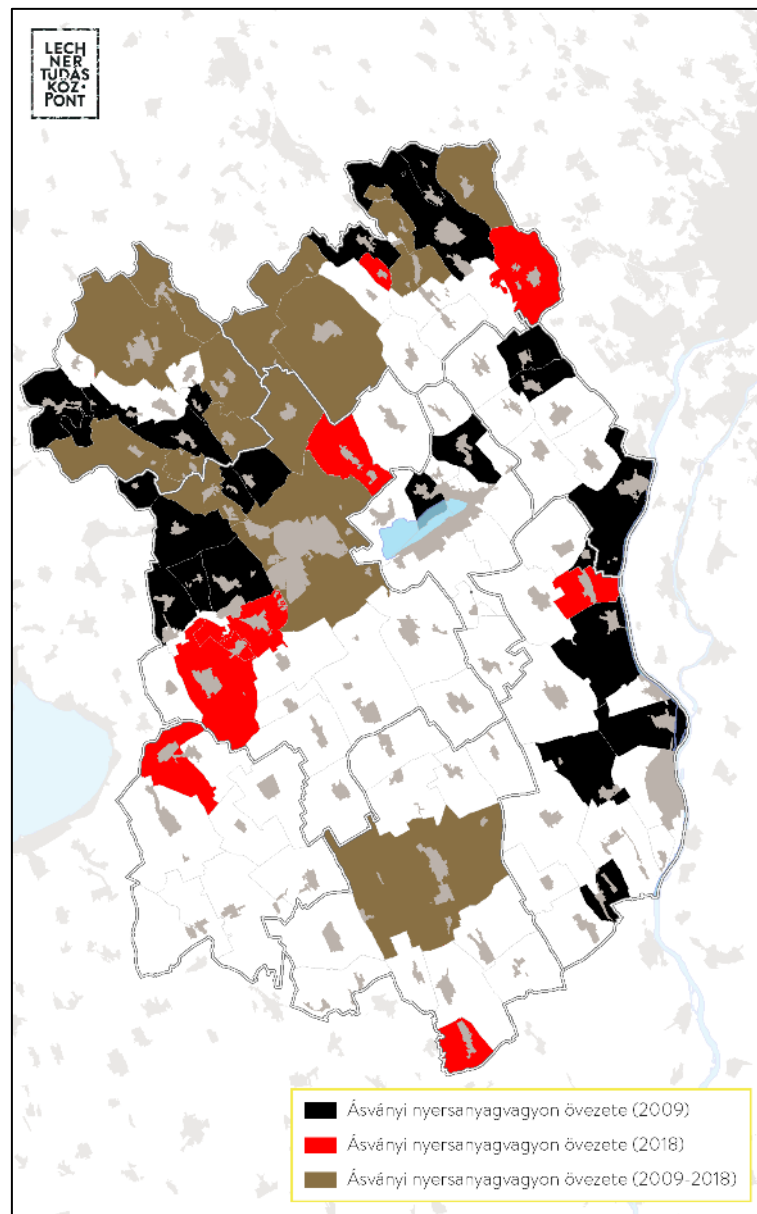 LECH
NER
TUDÁS
KÖZ•
PONT
Ásványi nyersanyagvagyon övezete (2009)
Ásványi nyersanyagvagyon övezete (2018)
Ásványi nyersanyagvagyon övezete (2009-2018)